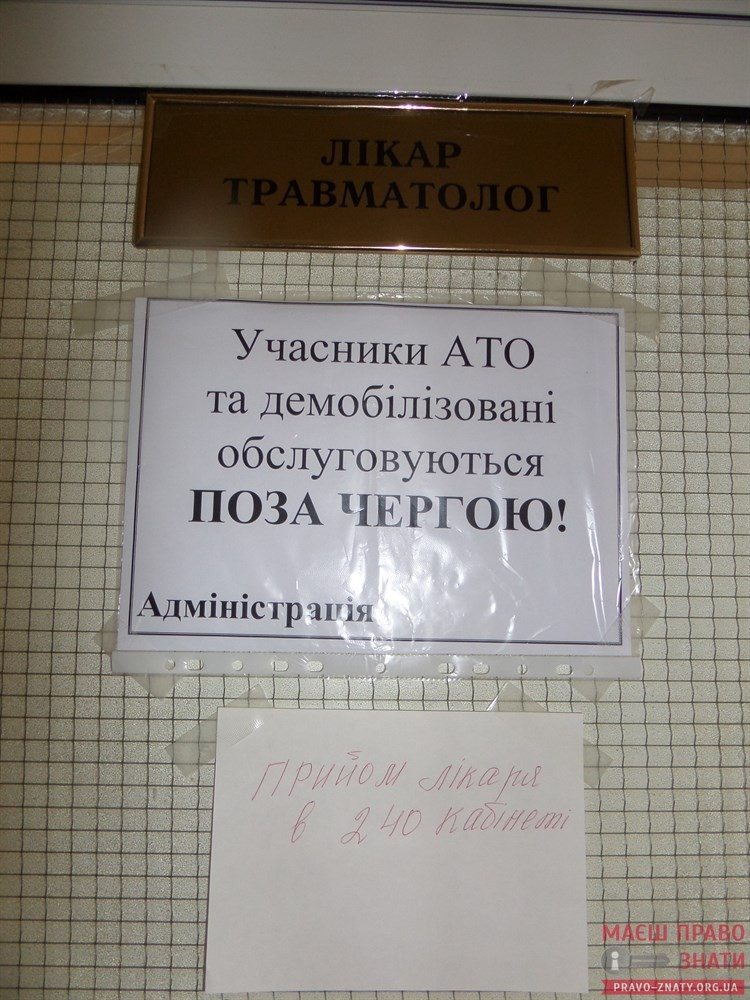 ЛІКАР
ТРАВМАТОЛОГ
Учасники АТО
та демобілізовані
обслуговуються
ПОЗА ЧЕРГОЮ!
Адміністрація
Прийом лікаря
в 240 кабінеті
МАЄШ ПРАВО
ЗНАТИ
PRAVO-ZNATY.ORG.UA